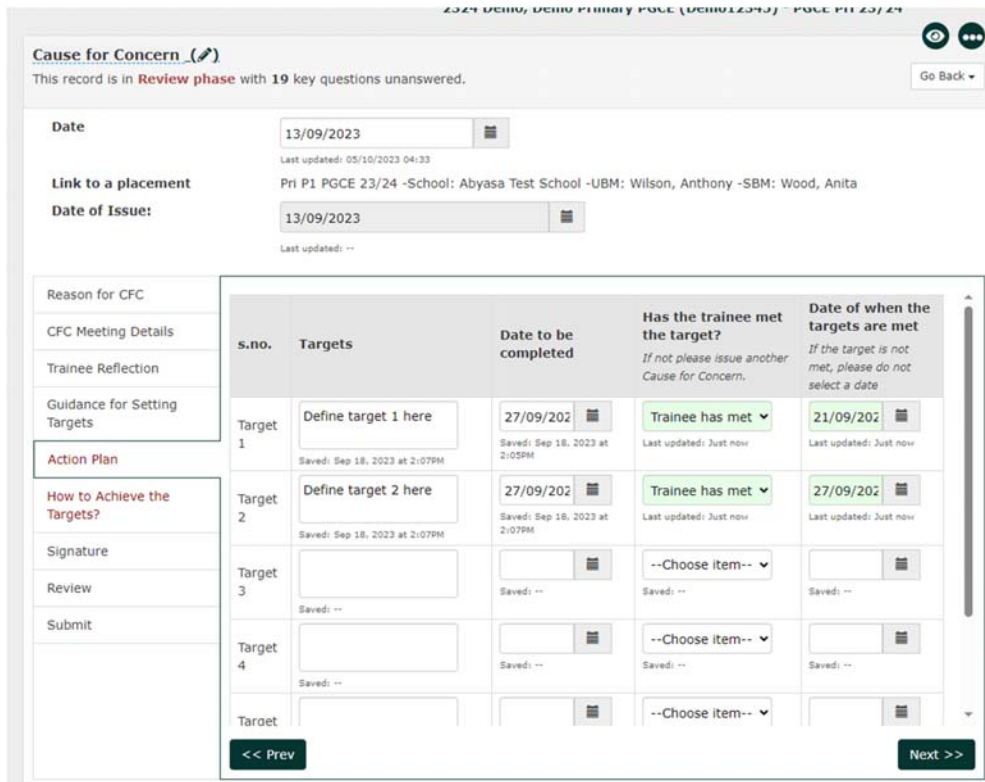 2324 Demo, Demo Primary PGCE (Demo12345) - PGCE Pri 23/24
Cause for Concern (✎)
This record is in Review phase with 19 key questions unanswered.
Go Back
Date
13/09/2023
Last updated: 05/10/2023 04:33
Link to a placement
Pri P1 PGCE 23/24 -School: Abyasa Test School -UBM: Wilson, Anthony -SBM: Wood, Anita
Date of Issue:
13/09/2023
Last updated: --
Reason for CFC
CFC Meeting Details
Trainee Reflection
Guidance for Setting
Targets
Action Plan
How to Achieve the
Targets?
Signature
Review
Submit
s.no.
Targets
Date to be
completed
Has the trainee met
the target?
If not please issue another
Cause for Concern.
Date of when the
targets are met
If the target is not
met, please do not
select a date
Target
1
Define target 1 here
Saved: Sep 18, 2023 at 2:07PM
27/09/202
Saved: Sep 18, 2023 at
2:05PM
Trainee has met
Last updated: Just now
21/09/202
Last updated: Just now
Target
2
Define target 2 here
Saved: Sep 18, 2023 at 2:07PM
27/09/202
Saved: Sep 18, 2023 at
2:07PM
Trainee has met
Last updated: Just now
27/09/202
Last updated: Just now
Target
3
Saved: --
Saved: --
--Choose item--
Saved: --
Saved: --
Target
4
Saved: --
Saved: --
--Choose item--
Saved: --
Saved: --
Target
--Choose item--
<< Prev
Next >>